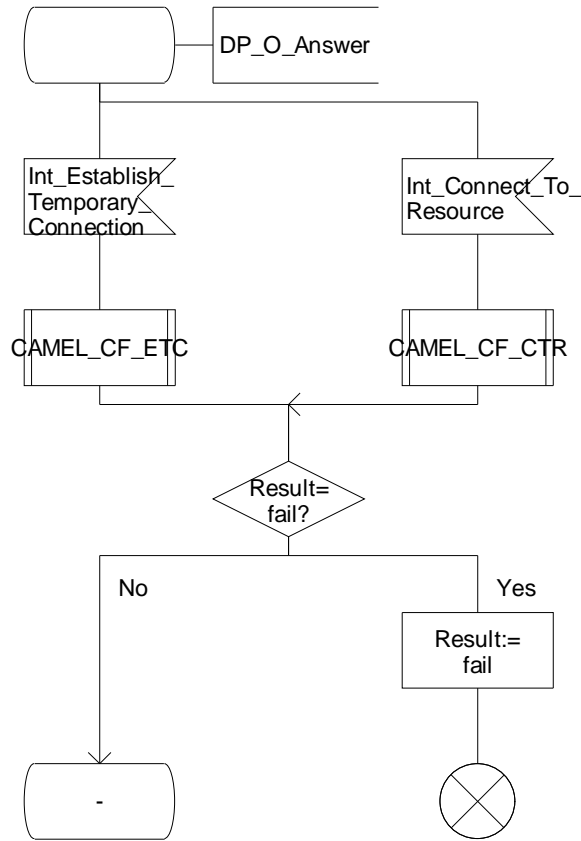 DP_O_Answer
Int_Establish_
Temporary_
Connection
Int_Connect_To_
Resource
CAMEL_CF_ETC
CAMEL_CF_CTR
Result=
fail?
No
Yes
Result:=
fail
-